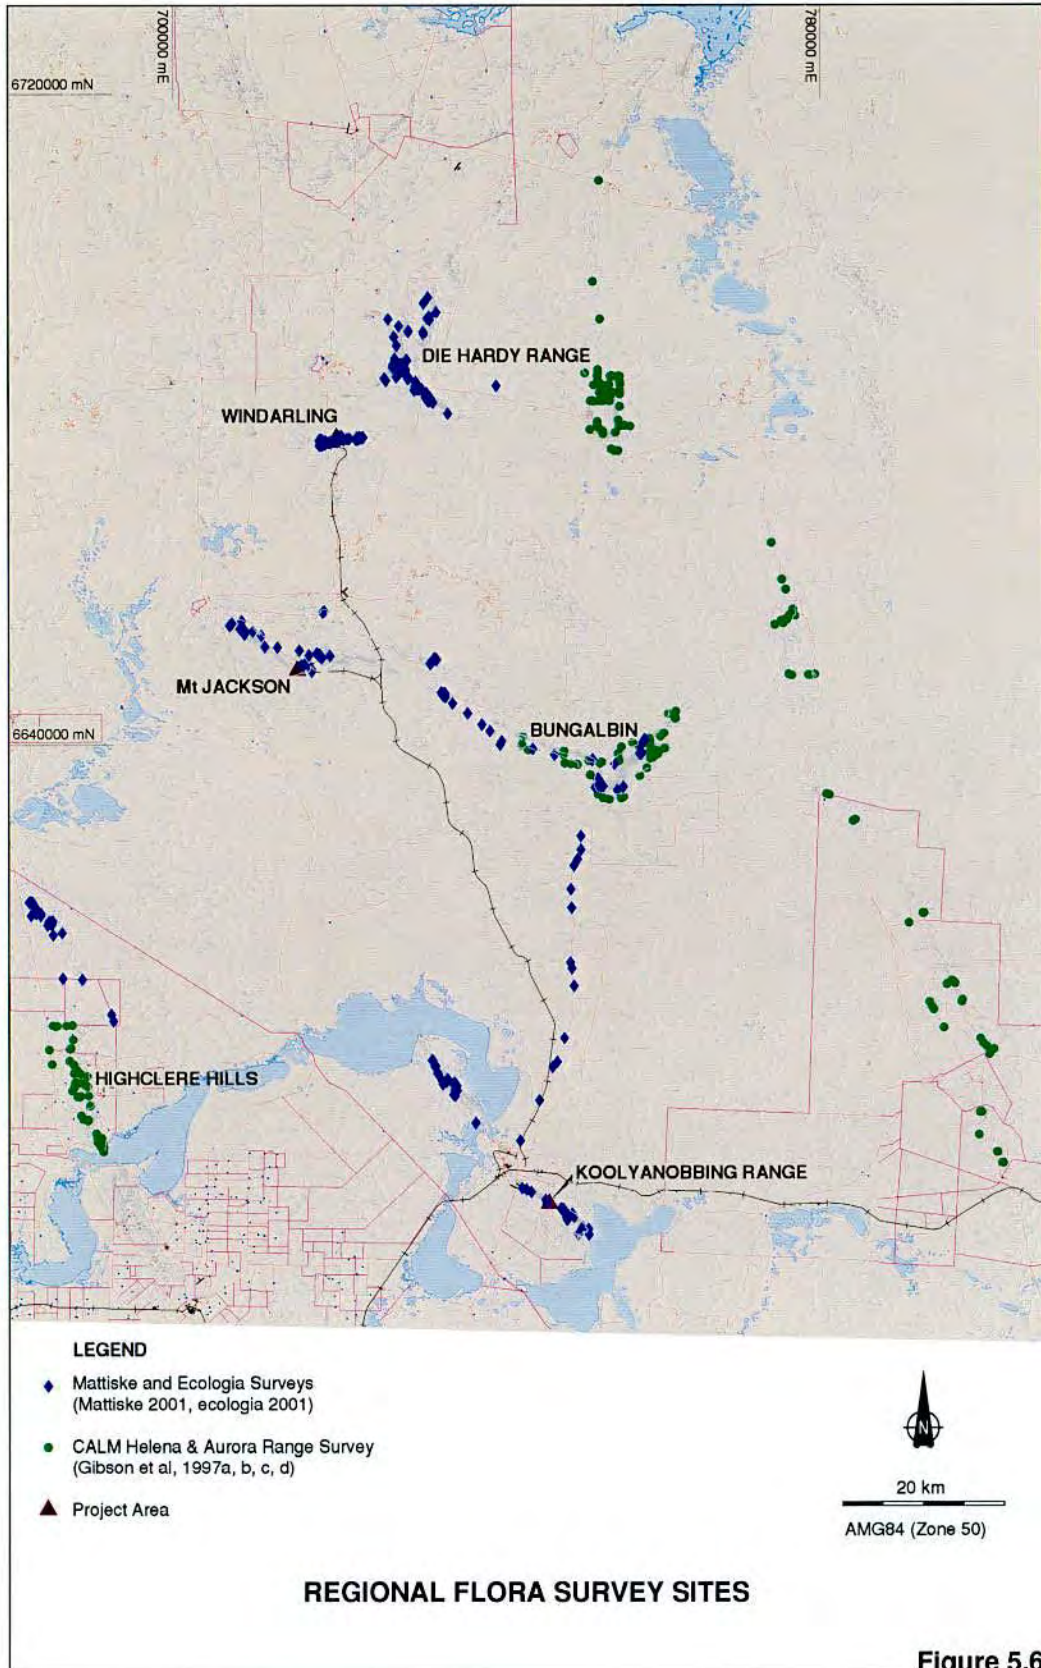 700000 mE
780000 mE
6720000 mN
DIE HARDY RANGE
WINDARLING
Mt JACKSON
6640000 mN
BUNGALBIN
HIGHCLERE HILLS
KOOLYANOBBING RANGE
LEGEND
Mattiske and Ecologia Surveys
(Mattiske 2001, ecologia 2001)
CALM Helena & Aurora Range Survey
(Gibson et al, 1997a, b, c, d)
Project Area
N
20 km
AMG84 (Zone 50)
REGIONAL FLORA SURVEY SITES
Figure 5.6